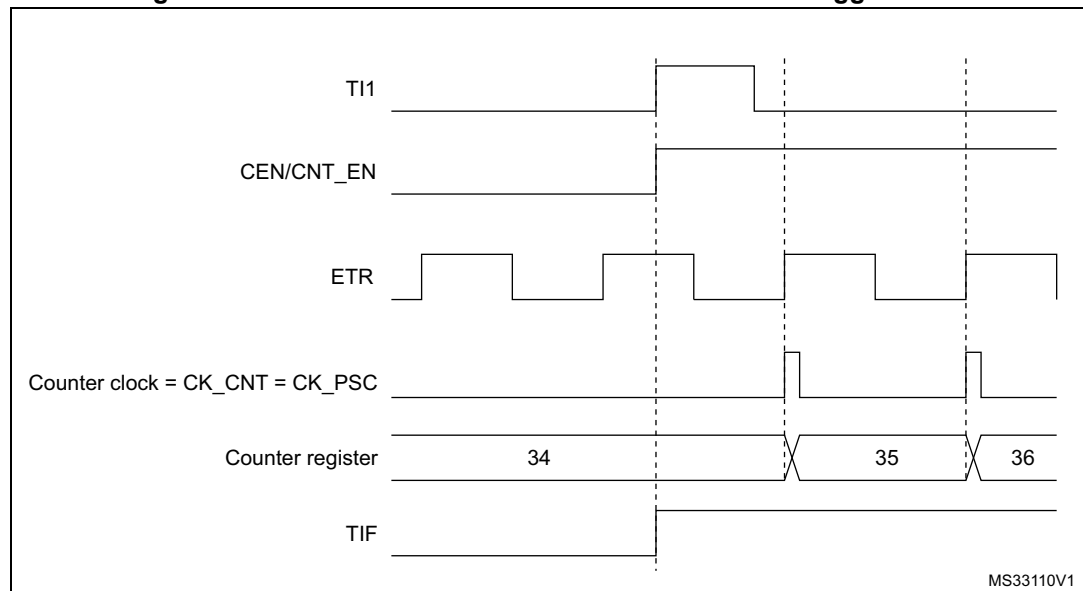 TI1
CEN/CNT_EN
ETR
Counter clock = CK_CNT = CK_PSC
Counter register 34 35 36
TIF
MS33110V1